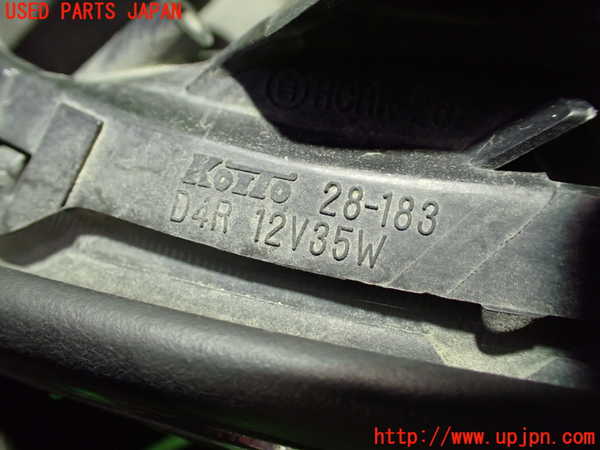 USED PARTS JAPAN
KOITO 28-183
D4R 12V35W
http://www.upjpn.com/